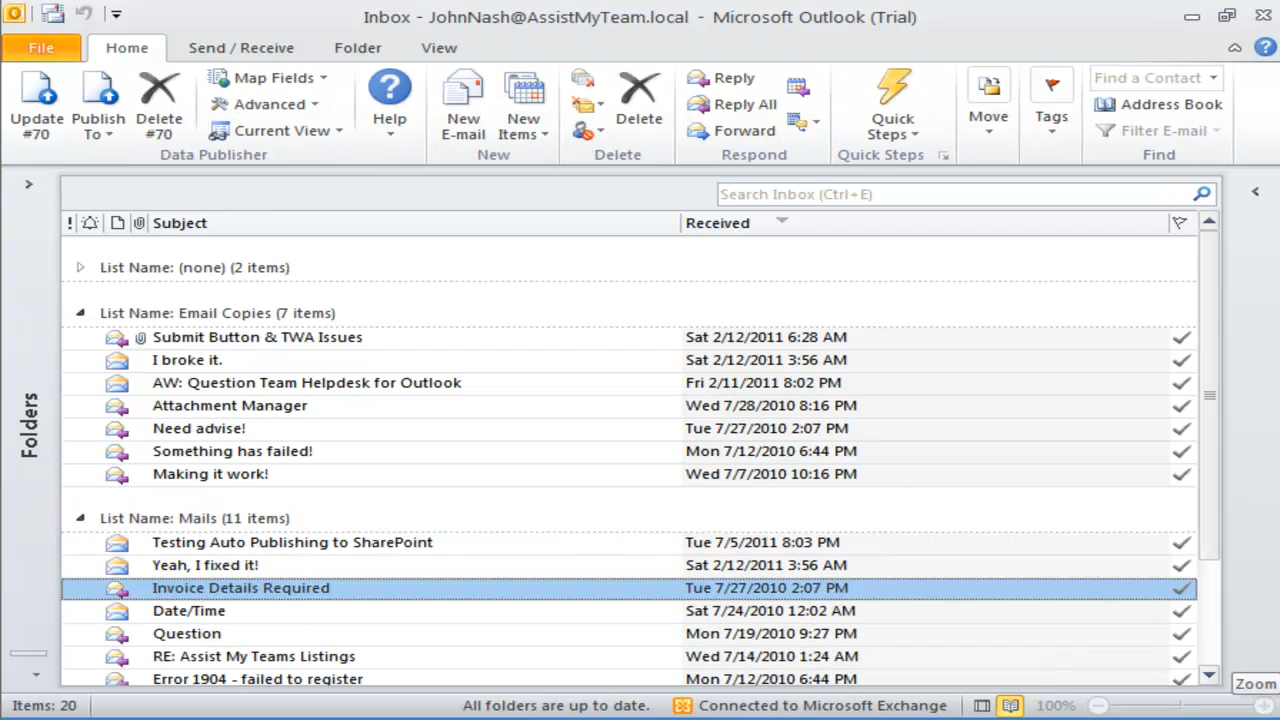 Inbox - JohnNash@AssistMyTeam.local - Microsoft Outlook (Trial)
File Home Send / Receive Folder View
Update #70
Publish To
Delete #70
Map Fields
Advanced
Current View
Data Publisher
Help
New E-mail
New Items
New
Delete
Delete
Reply
Reply All
Forward
Respond
Quick Steps
Quick Steps
Move
Tags
Find a Contact
Address Book
Filter E-mail
Find
Folders
Search Inbox (Ctrl+E)
! Subject Received
List Name: (none) (2 items)
List Name: Email Copies (7 items)
Submit Button & TWA Issues Sat 2/12/2011 6:28 AM
I broke it. Sat 2/12/2011 3:56 AM
AW: Question Team Helpdesk for Outlook Fri 2/11/2011 8:02 PM
Attachment Manager Wed 7/28/2010 8:16 PM
Need advise! Tue 7/27/2010 2:07 PM
Something has failed! Mon 7/12/2010 6:44 PM
Making it work! Wed 7/7/2010 10:16 PM
List Name: Mails (11 items)
Testing Auto Publishing to SharePoint Tue 7/5/2011 8:03 PM
Yeah, I fixed it! Sat 2/12/2011 3:56 AM
Invoice Details Required Tue 7/27/2010 2:07 PM
Date/Time Sat 7/24/2010 12:02 AM
Question Mon 7/19/2010 9:27 PM
RE: Assist My Teams Listings Wed 7/14/2010 1:24 AM
Error 1904 - failed to register Mon 7/12/2010 6:44 PM
Zoom
Items: 20 All folders are up to date. Connected to Microsoft Exchange 100%